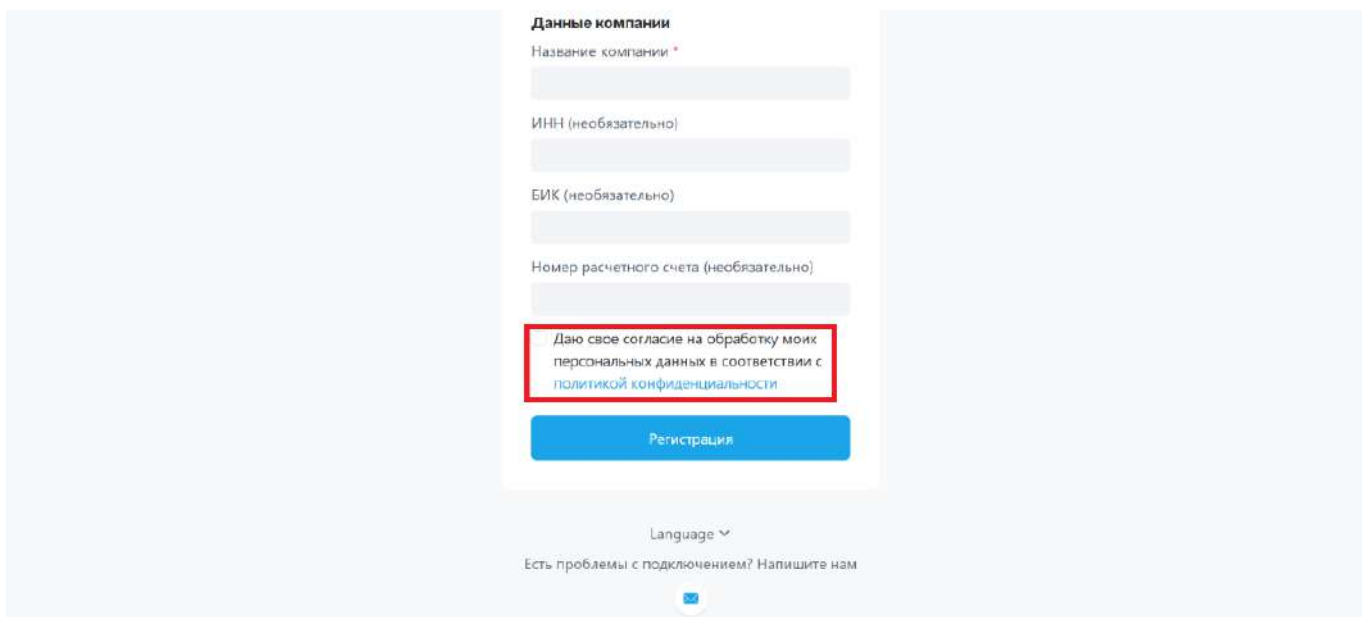 Данные компании
Название компании *
ИНН (необязательно)
БИК (необязательно)
Номер расчетного счета (необязательно)
Даю свое согласие на обработку моих
персональных данных в соответствии с
политикой конфиденциальности
Регистрация
Language
Есть проблемы с подключением? Напишите нам